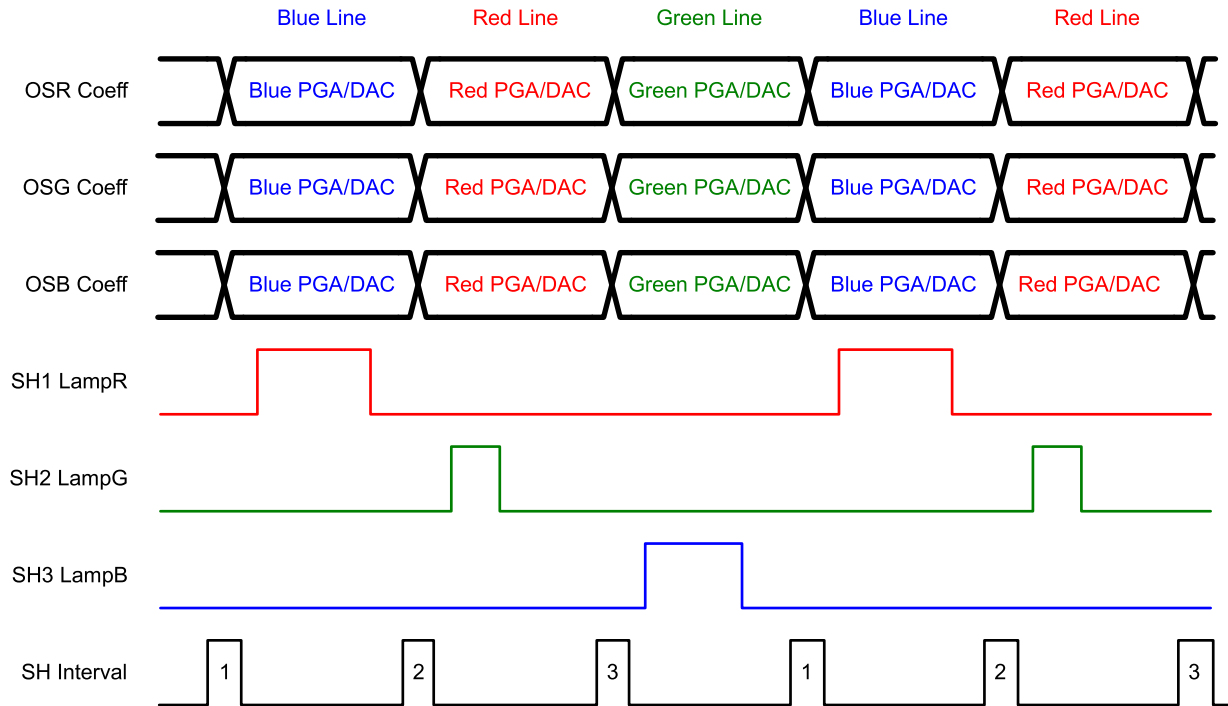 Blue Line Red Line Green Line Blue Line Red Line
OSR Coeff Blue PGA/DAC Red PGA/DAC Green PGA/DAC Blue PGA/DAC Red PGA/DAC
OSG Coeff Blue PGA/DAC Red PGA/DAC Green PGA/DAC Blue PGA/DAC Red PGA/DAC
OSB Coeff Blue PGA/DAC Red PGA/DAC Green PGA/DAC Blue PGA/DAC Red PGA/DAC
SH1 LampR
SH2 LampG
SH3 LampB
SH Interval 1 2 3 1 2 3